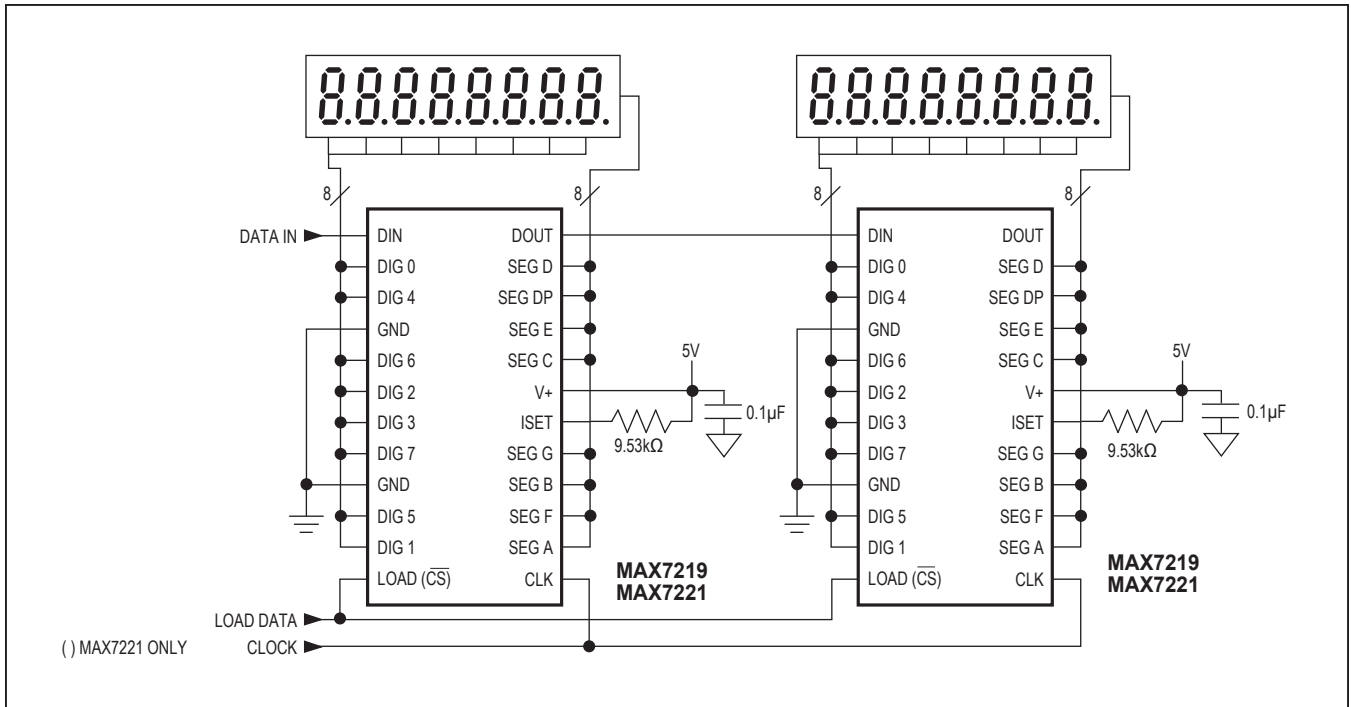 8.8.8.8.8.8.8.8.
8.8.8.8.8.8.8.8.
8
8
8
8
DATA IN
DIN
DOUT
DIG 0
SEG D
DIG 4
SEG DP
GND
SEG E
DIG 6
SEG C
DIG 2
V+
DIG 3
ISET
DIG 7
SEG G
GND
SEG B
DIG 5
SEG F
DIG 1
SEG A
LOAD (CS)
CLK
5V
0.1μF
9.53kΩ
MAX7219
MAX7221
DIN
DOUT
DIG 0
SEG D
DIG 4
SEG DP
GND
SEG E
DIG 6
SEG C
DIG 2
V+
DIG 3
ISET
DIG 7
SEG G
GND
SEG B
DIG 5
SEG F
DIG 1
SEG A
LOAD (CS)
CLK
5V
0.1μF
9.53kΩ
MAX7219
MAX7221
LOAD DATA
( ) MAX7221 ONLY
CLOCK